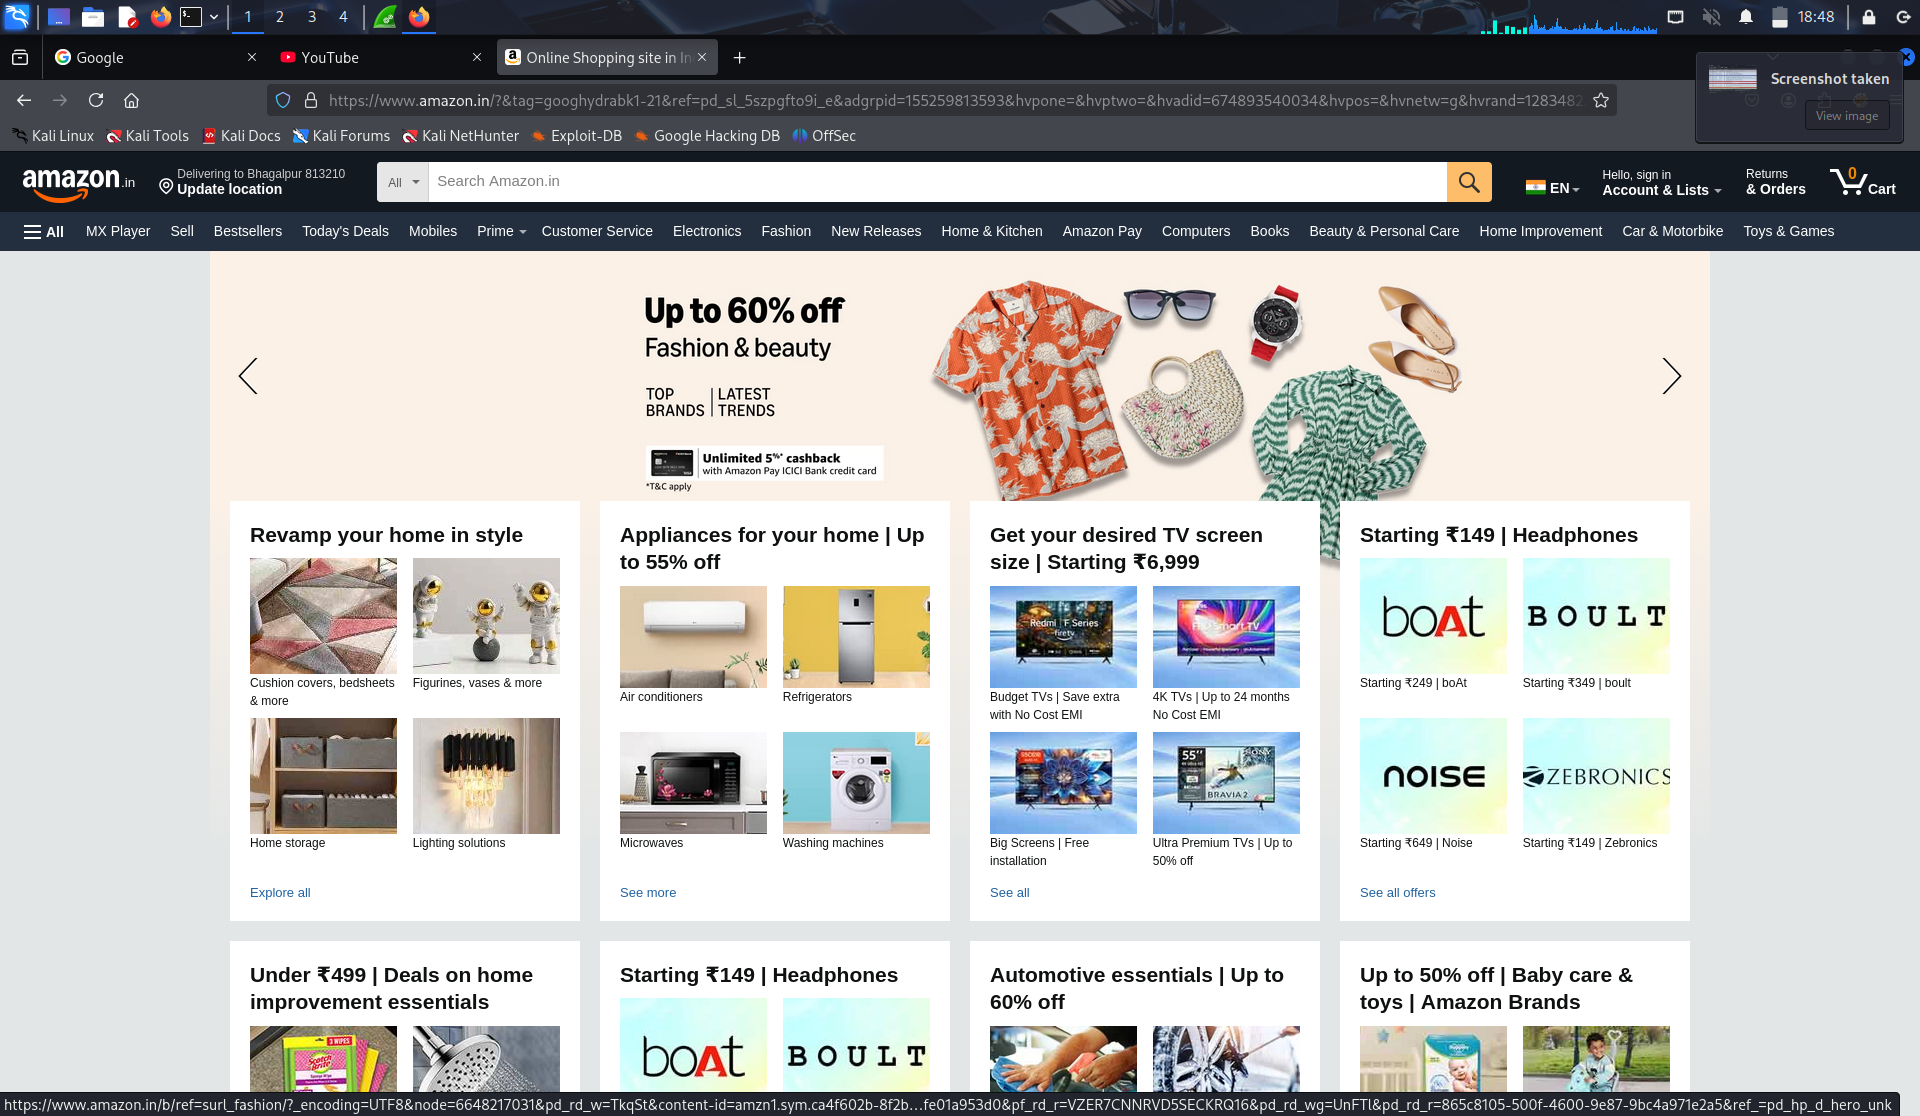 1 2 3 4
18:48
Google
YouTube
Online Shopping site in In
Screenshot taken
View image
https://www.amazon.in/?&tag=googhydrabk1-21&ref=pd_sl_5szpgfto9i_e&adgrpid=155259813593&hvpone=&hvptwo=&hvadid=674893540034&hvpos=&hvnetw=g&hvrand=1283482
Kali Linux Kali Tools Kali Docs Kali Forums Kali NetHunter Exploit-DB Google Hacking DB OffSec
amazon.in
Delivering to Bhagalpur 813210
Update location
All
Search Amazon.in
EN
Hello, sign in
Account & Lists
Returns
& Orders
0
Cart
All MX Player Sell Bestsellers Today's Deals Mobiles Prime Customer Service Electronics Fashion New Releases Home & Kitchen Amazon Pay Computers Books Beauty & Personal Care Home Improvement Car & Motorbike Toys & Games
Up to 60% off
Fashion & beauty
TOP BRANDS | LATEST TRENDS
Unlimited 5%* cashback
with Amazon Pay ICICI Bank credit card
*T&C apply
Revamp your home in style
Cushion covers, bedsheets & more
Figurines, vases & more
Home storage
Lighting solutions
Explore all
Appliances for your home | Up to 55% off
Air conditioners
Refrigerators
Microwaves
Washing machines
See more
Get your desired TV screen size | Starting ₹6,999
Redmi F Series
firetv
Budget TVs | Save extra with No Cost EMI
4K TVs | Up to 24 months No Cost EMI
55"
SONY
BRAVIA 2
Big Screens | Free installation
Ultra Premium TVs | Up to 50% off
See all
Starting ₹149 | Headphones
boAt
BOULT
Starting ₹249 | boAt
Starting ₹349 | boult
NOISE
ZEBRONICS
Starting ₹649 | Noise
Starting ₹149 | Zebronics
See all offers
Under ₹499 | Deals on home improvement essentials
3 WIPES
Scotch Brite
Starting ₹149 | Headphones
boAt
BOULT
Automotive essentials | Up to 60% off
Up to 50% off | Baby care & toys | Amazon Brands
https://www.amazon.in/b/ref=surl_fashion/?_encoding=UTF8&node=6648217031&pd_rd_w=TkqSt&content-id=amzn1.sym.ca4f602b-8f2b…fe01a953d0&pf_rd_r=VZER7CNNRVD5SECKRQ16&pd_rd_wg=UnFTl&pd_rd_r=865c8105-500f-4600-9e87-9bc4a971e2a5&ref_=pd_hp_d_hero_unk